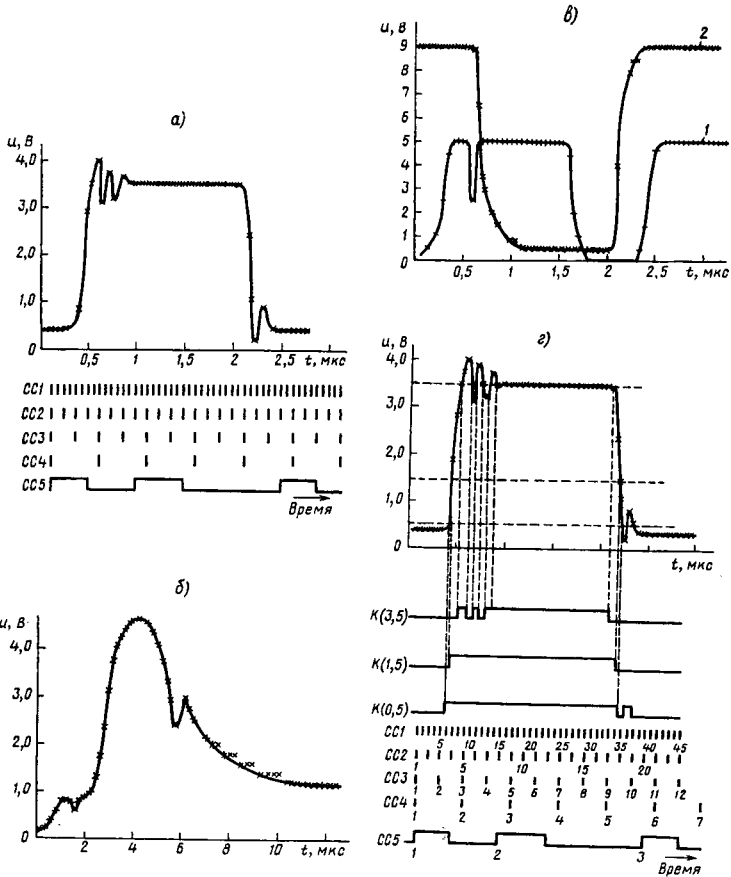 а)
u, В
4,0
3,0
2,0
1,0
0
0,5 1 1,5 2 2,5 t, мкс
СС1
СС2
СС3
СС4
СС5
Время
б)
u, В
4,0
3,0
2,0
1,0
0
2 4 6 8 10 t, мкс
в)
u, В
9
8
7
6
5
4
3
2
1
0
2
1
0,5 1 1,5 2 2,5 t, мкс
г)
u, В
4,0
3,0
2,0
1,0
0
t, мкс
К(3,5)
К(1,5)
К(0,5)
СС1
5 10 15 20 25 30 35 40 45
СС2
1 5 10 15 20
СС3
1 2 3 4 5 6 7 8 9 10 11 12
СС4
1 2 3 4 5 6 7
СС5
1 2 3
Время